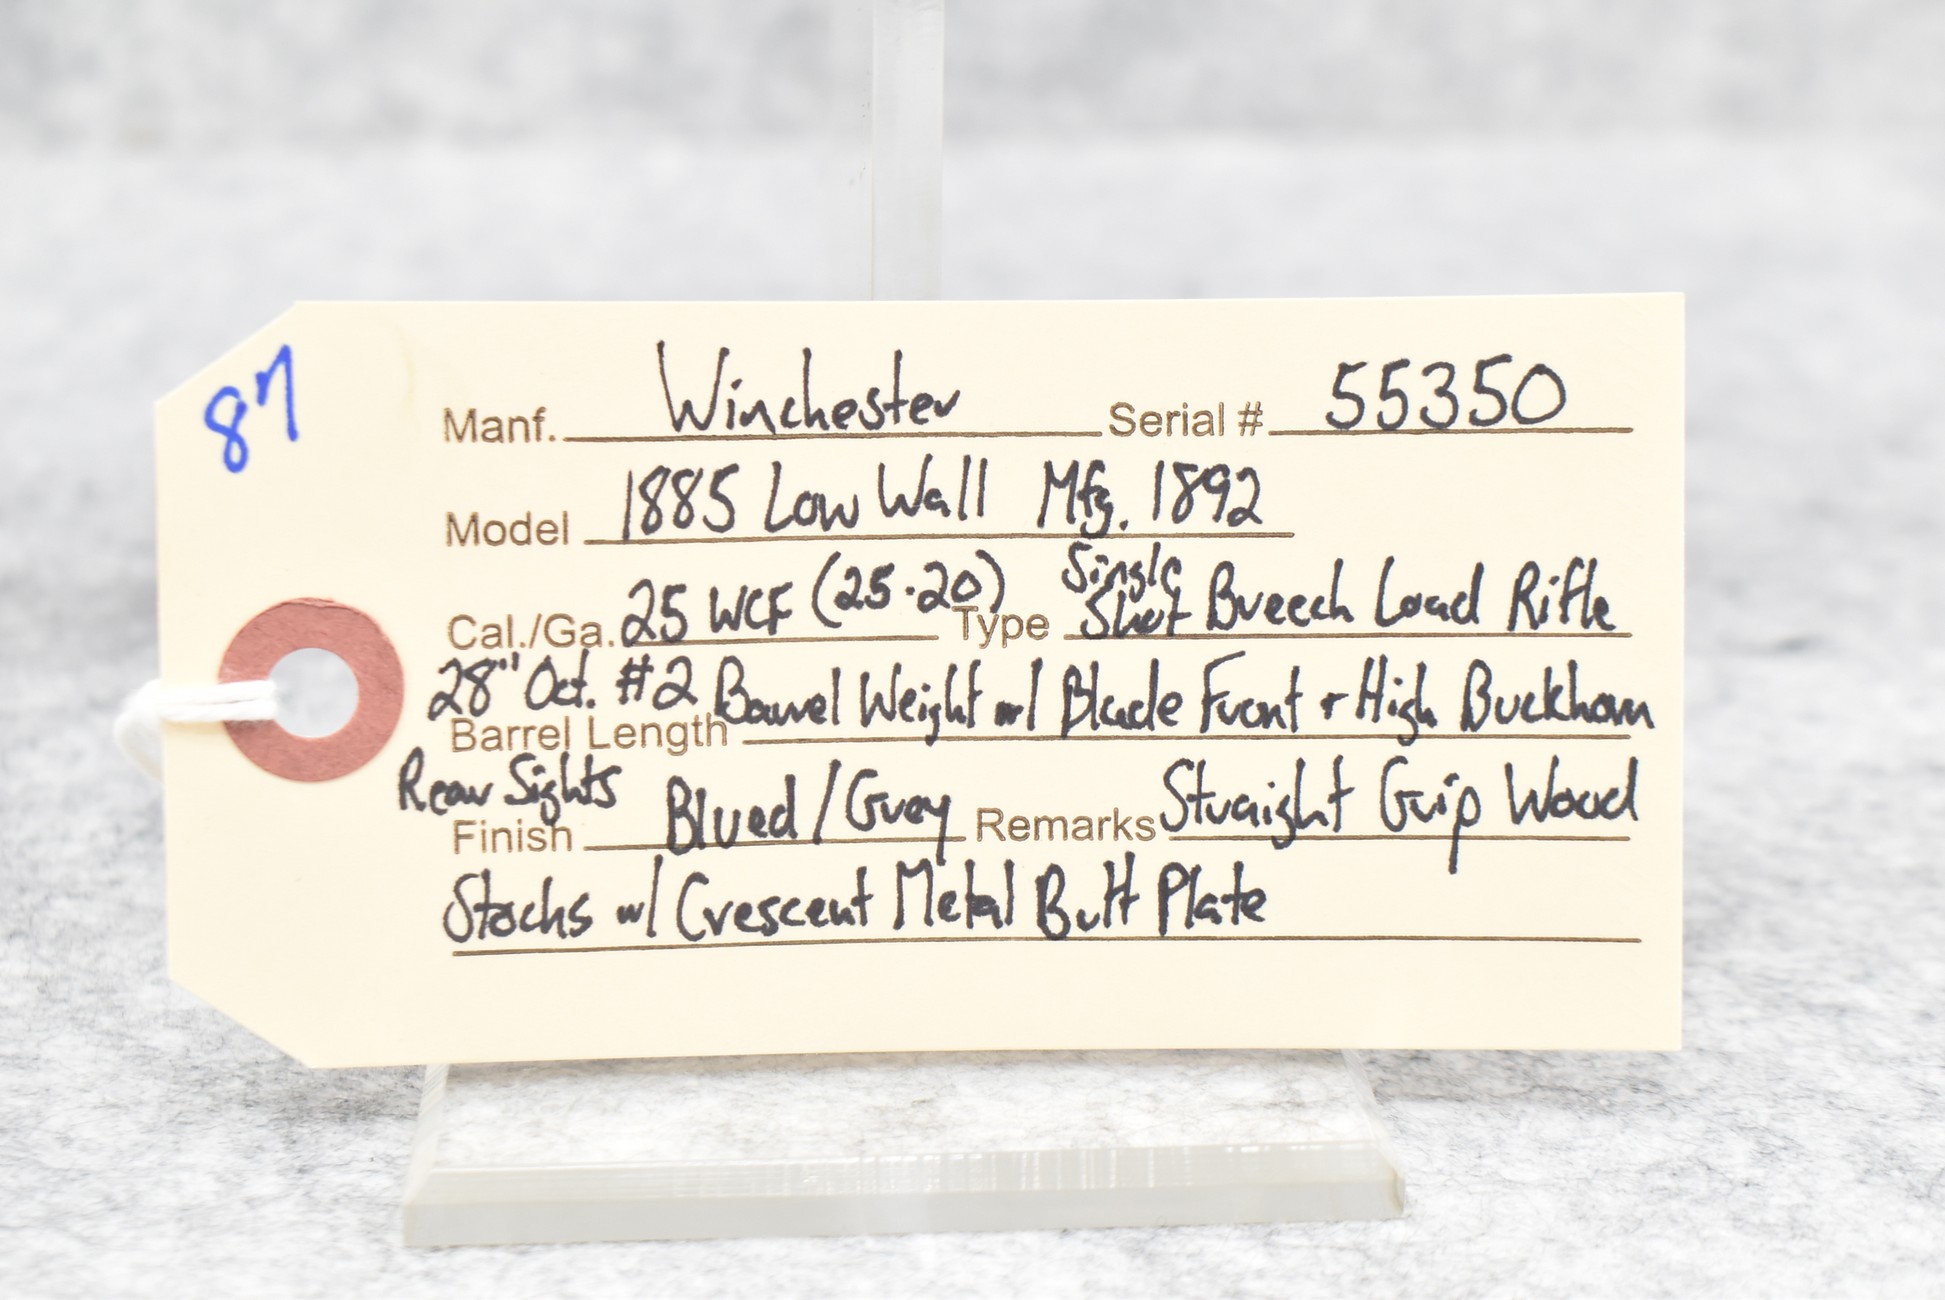 87
Manf. Winchester Serial # 55350
Model 1885 Low Wall Mfg. 1892
Cal./Ga. 25 WCF (25-20) Type Single Shot Breech Load Rifle
Barrel Length 28" Oct. #2 Barrel Weight w/ Blade Front + High Buckhorn
Rear Sights
Finish Blued/Grey Remarks Straight Grip Wood
Stocks w/ Crescent Metal Butt Plate